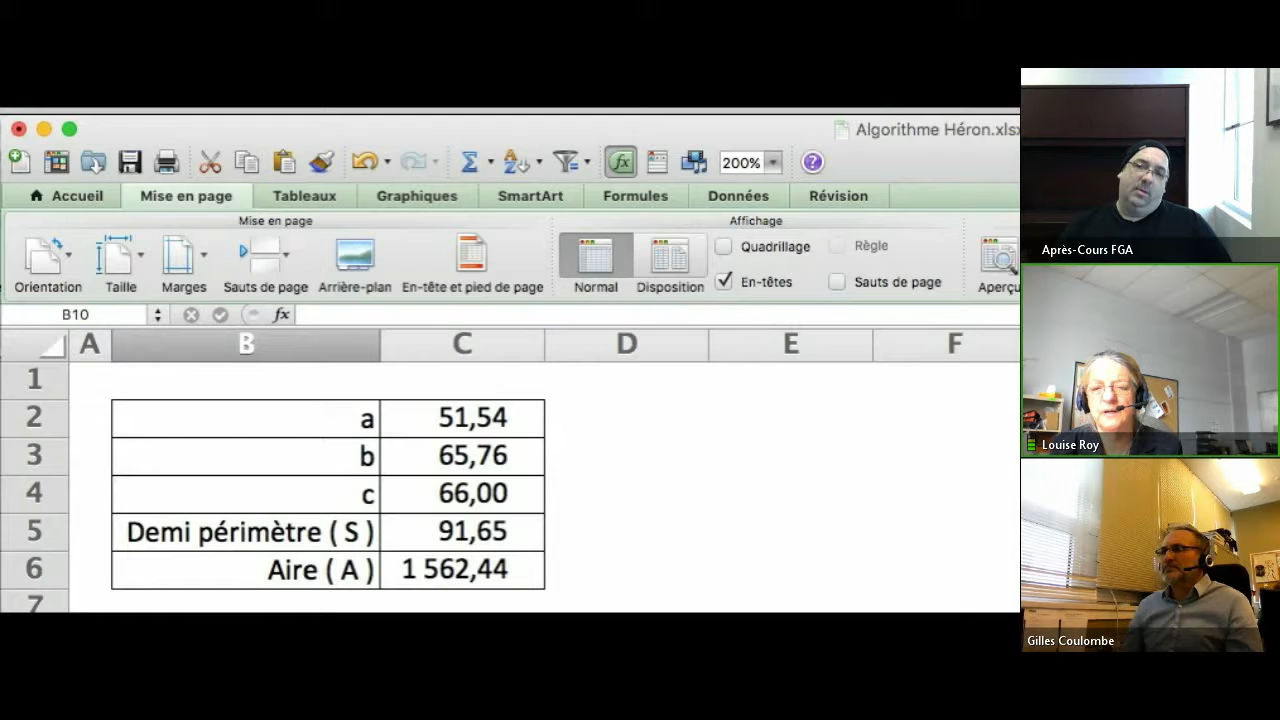 Algorithme Héron.xlsx
200%
Accueil Mise en page Tableaux Graphiques SmartArt Formules Données Révision
Mise en page Affichage
Orientation Taille Marges Sauts de page Arrière-plan En-tête et pied de page Normal Disposition Quadrillage Règle En-têtes Sauts de page Aperçu
B10 fx
A B C D E F
1
2 a 51,54
3 b 65,76
4 c 66,00
5 Demi périmètre ( S ) 91,65
6 Aire ( A ) 1 562,44
7
Après-Cours FGA
Louise Roy
Gilles Coulombe